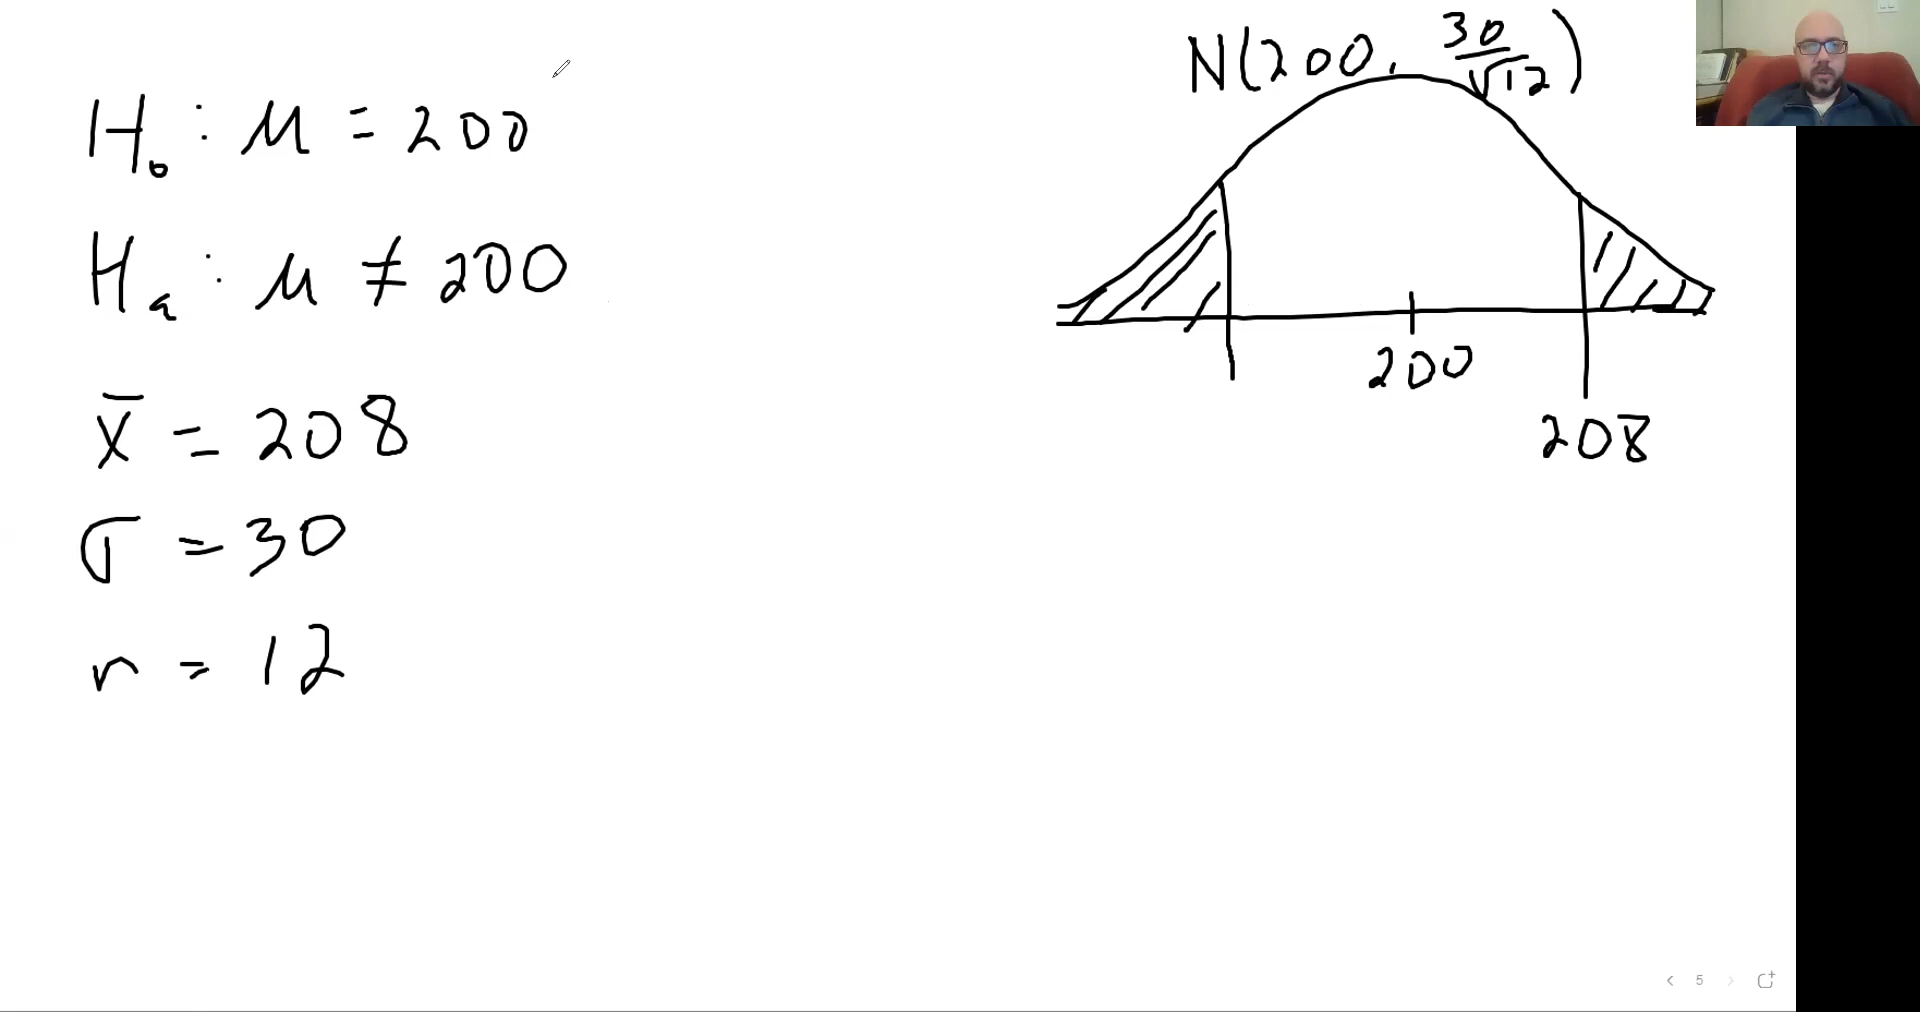 H₀ : μ = 200
Hₐ : μ ≠ 200
x̄ = 208
σ = 30
n = 12
N(200, 30/√12)
200
208
5